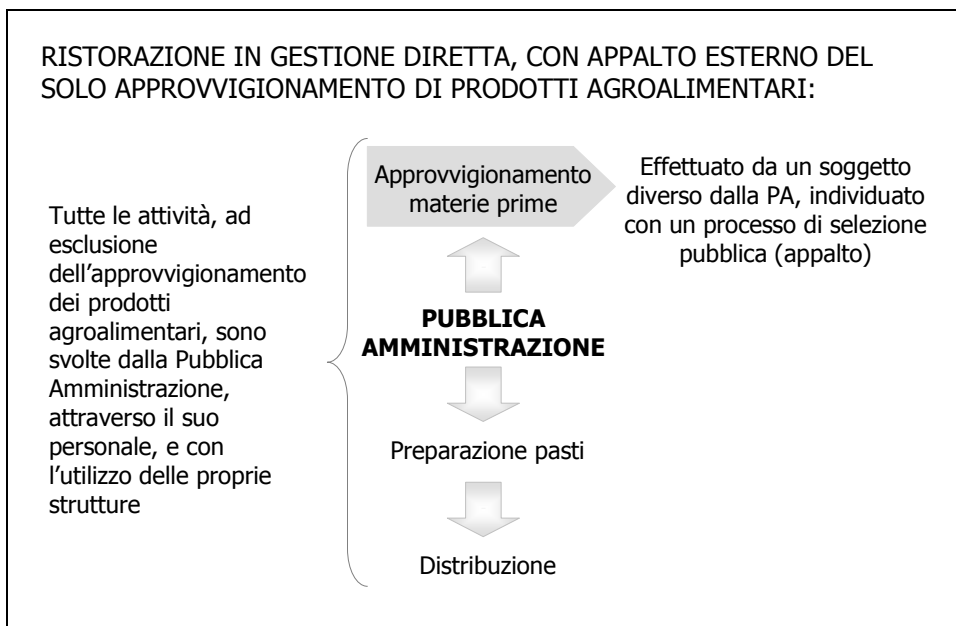 RISTORAZIONE IN GESTIONE DIRETTA, CON APPALTO ESTERNO DEL
SOLO APPROVVIGIONAMENTO DI PRODOTTI AGROALIMENTARI:
Tutte le attività, ad
esclusione
dell’approvvigionamento
dei prodotti
agroalimentari, sono
svolte dalla Pubblica
Amministrazione,
attraverso il suo
personale, e con
l’utilizzo delle proprie
strutture
Approvvigionamento
materie prime
Effettuato da un soggetto
diverso dalla PA, individuato
con un processo di selezione
pubblica (appalto)
PUBBLICA
AMMINISTRAZIONE
Preparazione pasti
Distribuzione